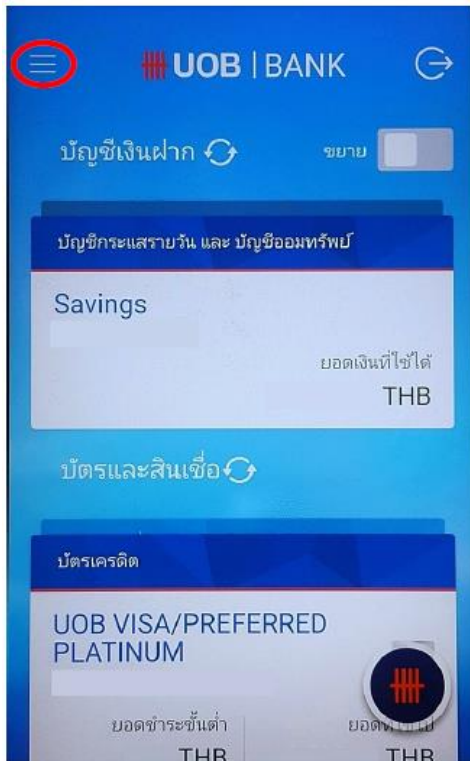 UOB | BANK
บัญชีเงินฝาก
ขยาย
บัญชีกระแสรายวัน และ บัญชีออมทรัพย์
Savings
ยอดเงินที่ใช้ได้
THB
บัตรและสินเชื่อ
บัตรเครดิต
UOB VISA/PREFERRED
PLATINUM
ยอดชำระขั้นต่ำ
THB THB